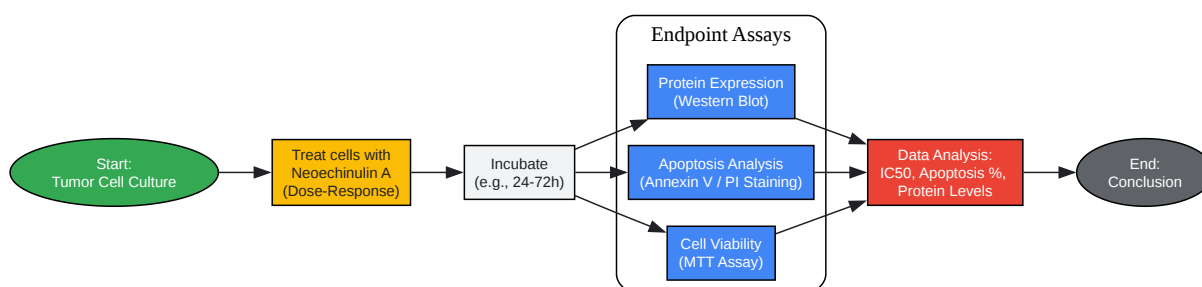 Start:
Tumor Cell Culture
Treat cells with
Neoechinulin A
(Dose-Response)
Incubate
(e.g., 24-72h)
Endpoint Assays
Protein Expression
(Western Blot)
Apoptosis Analysis
(Annexin V / PI Staining)
Cell Viability
(MTT Assay)
Data Analysis:
IC50, Apoptosis %,
Protein Levels
End:
Conclusion